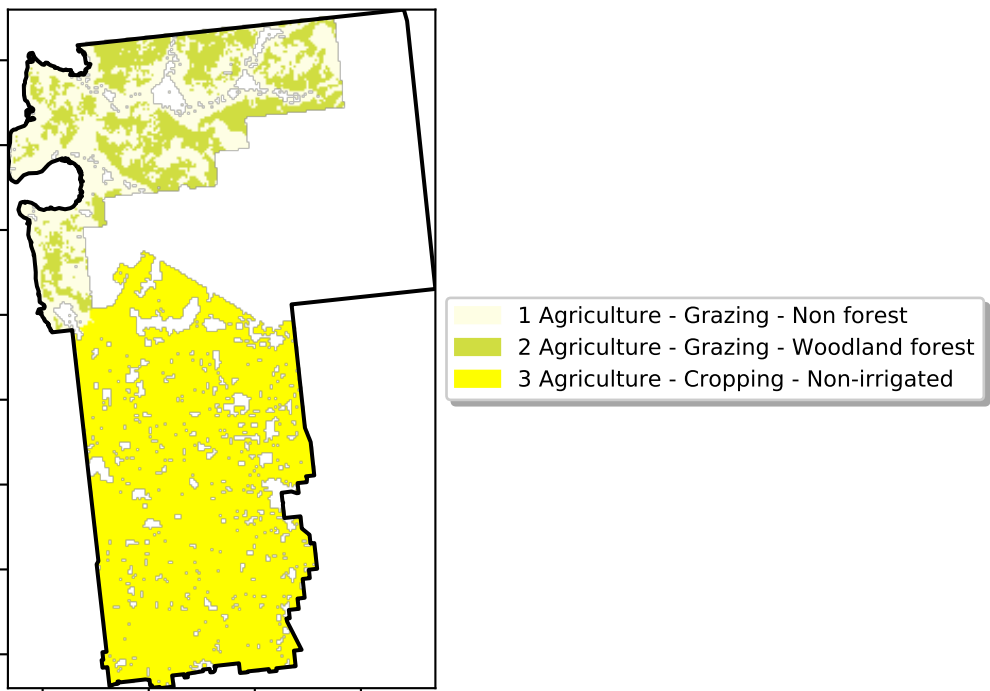 1 Agriculture - Grazing - Non forest
2 Agriculture - Grazing - Woodland forest
3 Agriculture - Cropping - Non-irrigated